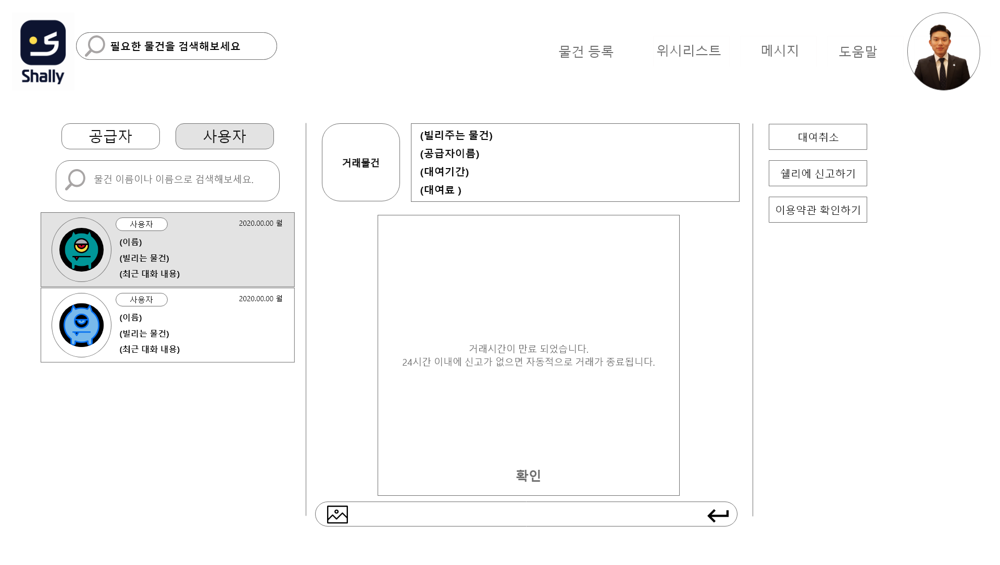 Shally
필요한 물건을 검색해보세요
물건 등록
위시리스트
메시지
도움말
공급자
사용자
물건 이름이나 이름으로 검색해보세요.
사용자
2020.00.00 월
(이름)
(빌리는 물건)
(최근 대화 내용)
사용자
2020.00.00 월
(이름)
(빌리는 물건)
(최근 대화 내용)
거래물건
(빌리주는 물건)
(공급자이름)
(대여기간)
(대여료 )
거래시간이 만료 되었습니다.
24시간 이내에 신고가 없으면 자동적으로 거래가 종료됩니다.
확인
대여취소
쉘리에 신고하기
이용약관 확인하기